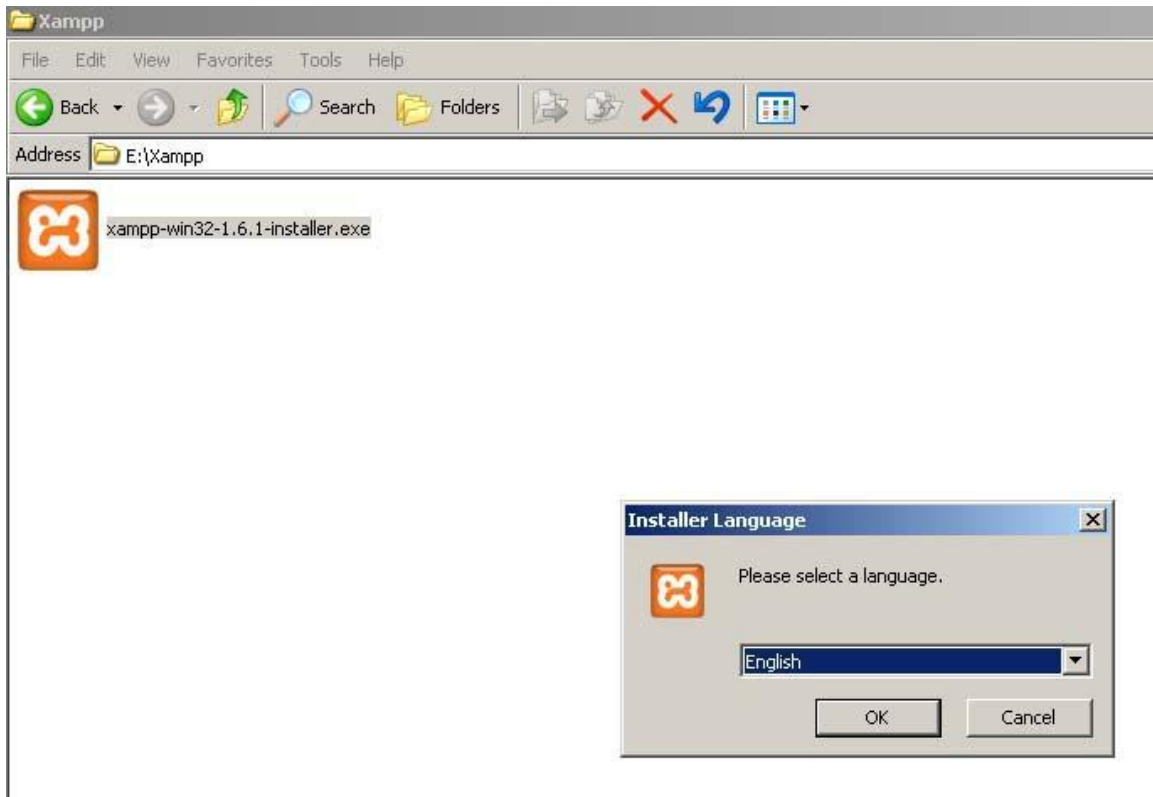 Xampp
File Edit View Favorites Tools Help
Back Search Folders
Address E:\Xampp
xampp-win32-1.6.1-installer.exe
Installer Language
Please select a language.
English
OK Cancel